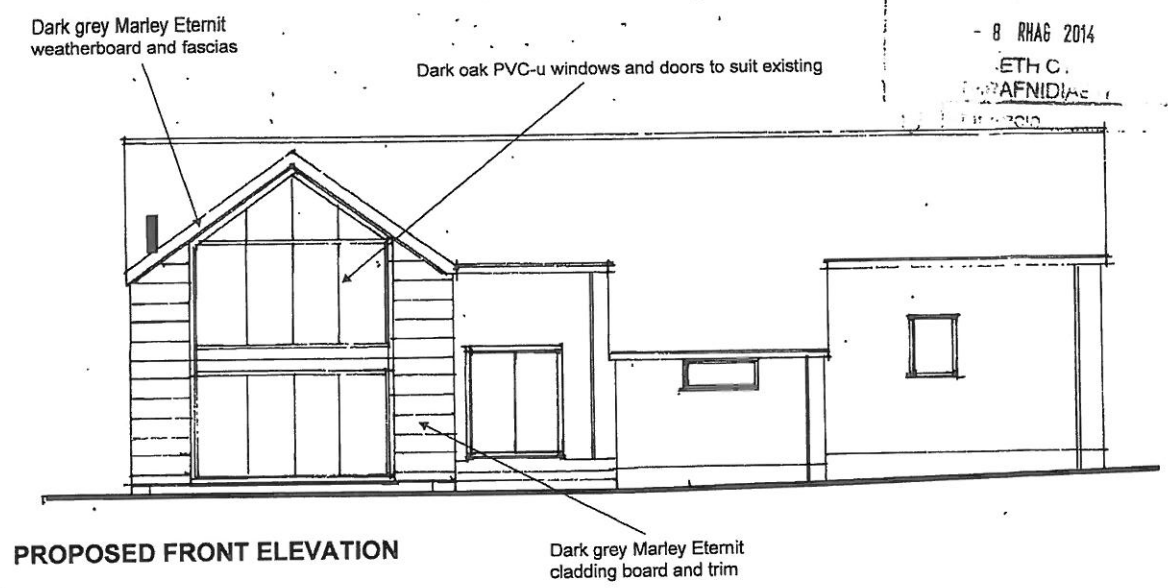 Dark grey Marley Eternit
weatherboard and fascias
Dark oak PVC-u windows and doors to suit existing
- 8 RHAG 2014
PROPOSED FRONT ELEVATION
Dark grey Marley Eternit
cladding board and trim